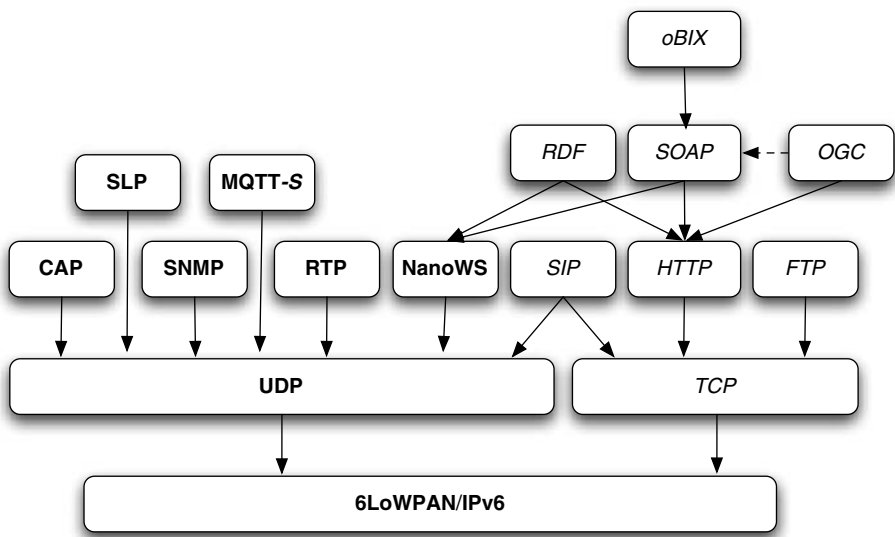 oBIX
RDF
SOAP
OGC
SLP
MQTT-S
CAP
SNMP
RTP
NanoWS
SIP
HTTP
FTP
UDP
TCP
6LoWPAN/IPv6